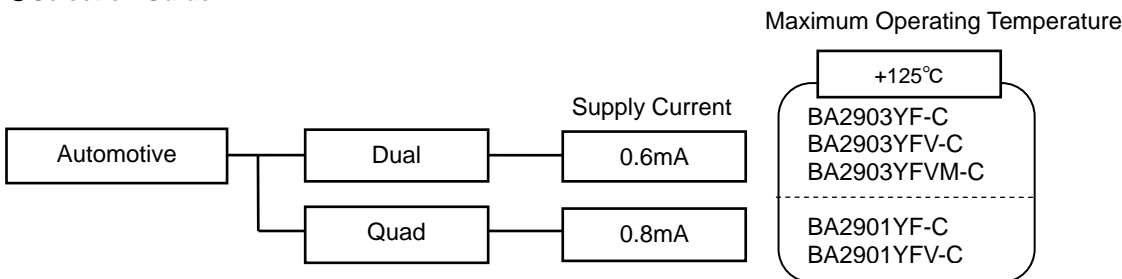 Maximum Operating Temperature
+125℃
Supply Current
Automotive
Dual
0.6mA
BA2903YF-C
BA2903YFV-C
BA2903YFVM-C
Quad
0.8mA
BA2901YF-C
BA2901YFV-C